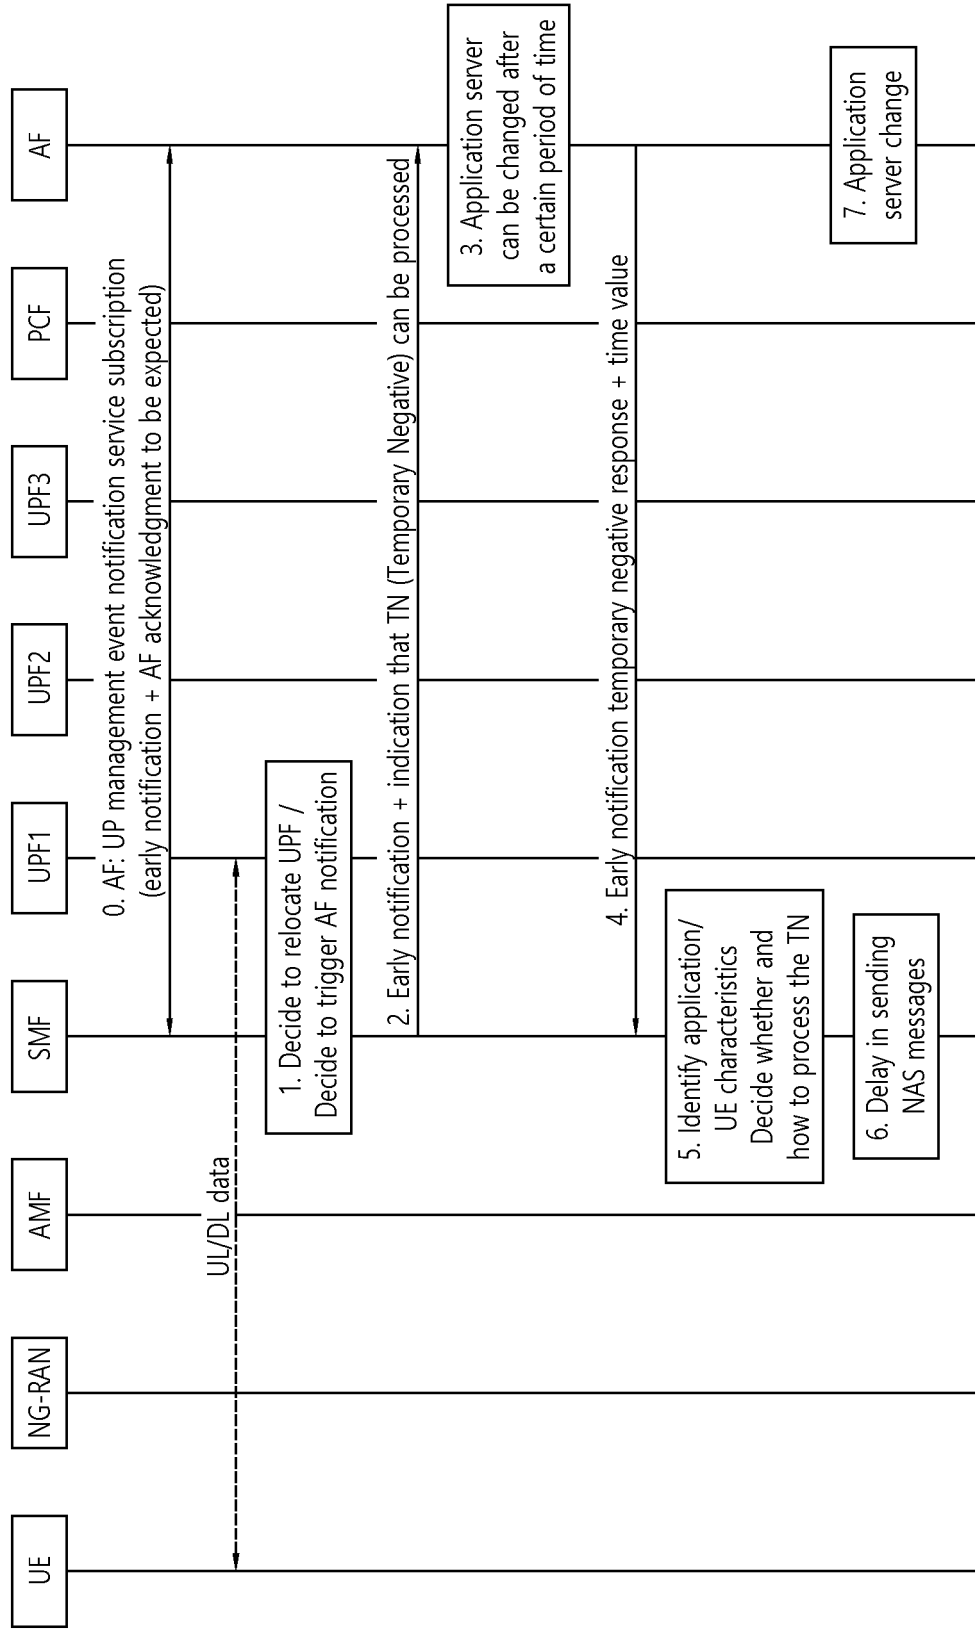 UE
NG-RAN
AMF
SMF
UPF1
UPF2
UPF3
PCF
AF
0. AF: UP management event notification service subscription
(early notification + AF acknowledgment to be expected)
UL/DL data
1. Decide to relocate UPF /
Decide to trigger AF notification
2. Early notification + indication that TN (Temporary Negative) can be processed
3. Application server
can be changed after
a certain period of time
4. Early notification temporary negative response + time value
5. Identify application/
UE characteristics
Decide whether and
how to process the TN
6. Delay in sending
NAS messages
7. Application
server change